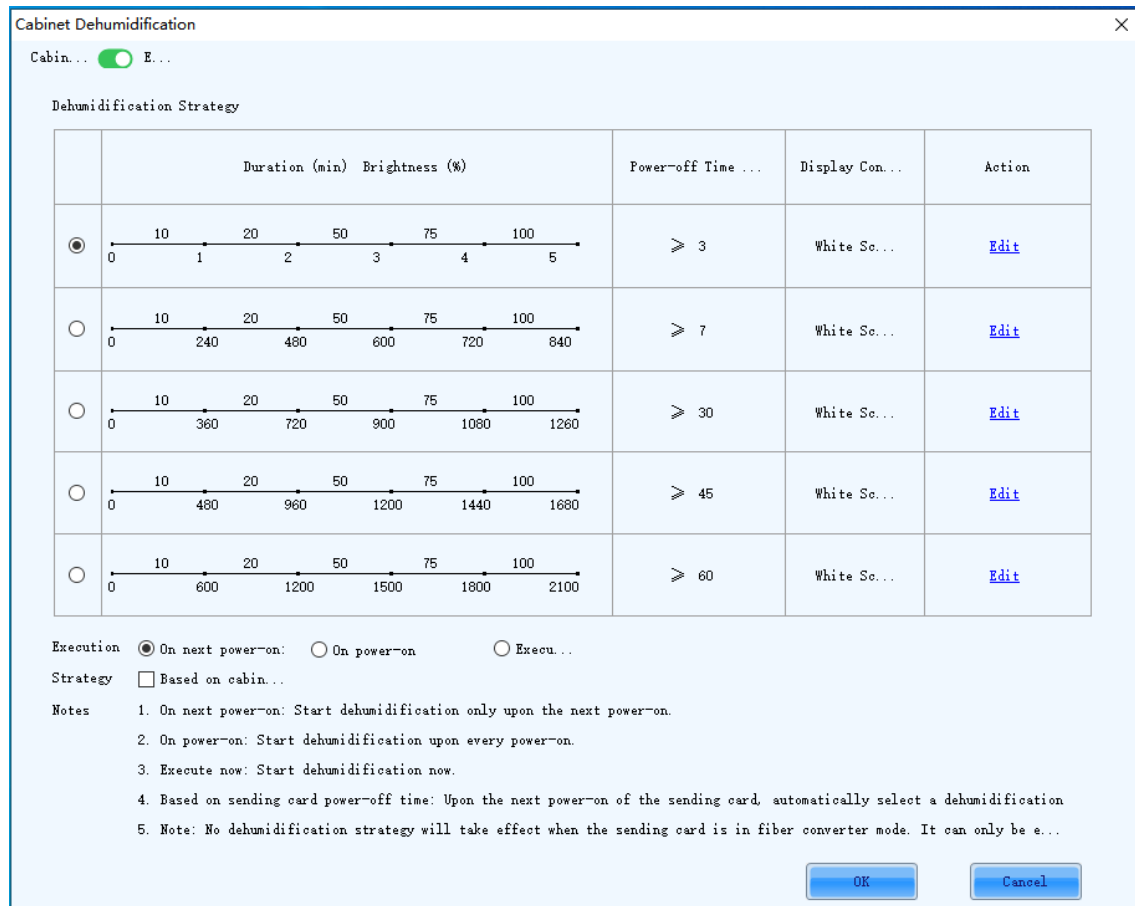 Cabinet Dehumidification
Cabin... E...
Dehumidification Strategy
Duration (min) Brightness (%) Power-off Time ... Display Con... Action
10 20 50 75 100
0 1 2 3 4 5
≥ 3 White Sc... Edit
10 20 50 75 100
0 240 480 600 720 840
≥ 7 White Sc... Edit
10 20 50 75 100
0 360 720 900 1080 1260
≥ 30 White Sc... Edit
10 20 50 75 100
0 480 960 1200 1440 1680
≥ 45 White Sc... Edit
10 20 50 75 100
0 600 1200 1500 1800 2100
≥ 60 White Sc... Edit
Execution On next power-on: On power-on Execu...
Strategy Based on cabin...
Notes 1. On next power-on: Start dehumidification only upon the next power-on.
2. On power-on: Start dehumidification upon every power-on.
3. Execute now: Start dehumidification now.
4. Based on sending card power-off time: Upon the next power-on of the sending card, automatically select a dehumidification
5. Note: No dehumidification strategy will take effect when the sending card is in fiber converter mode. It can only be e...
OK Cancel